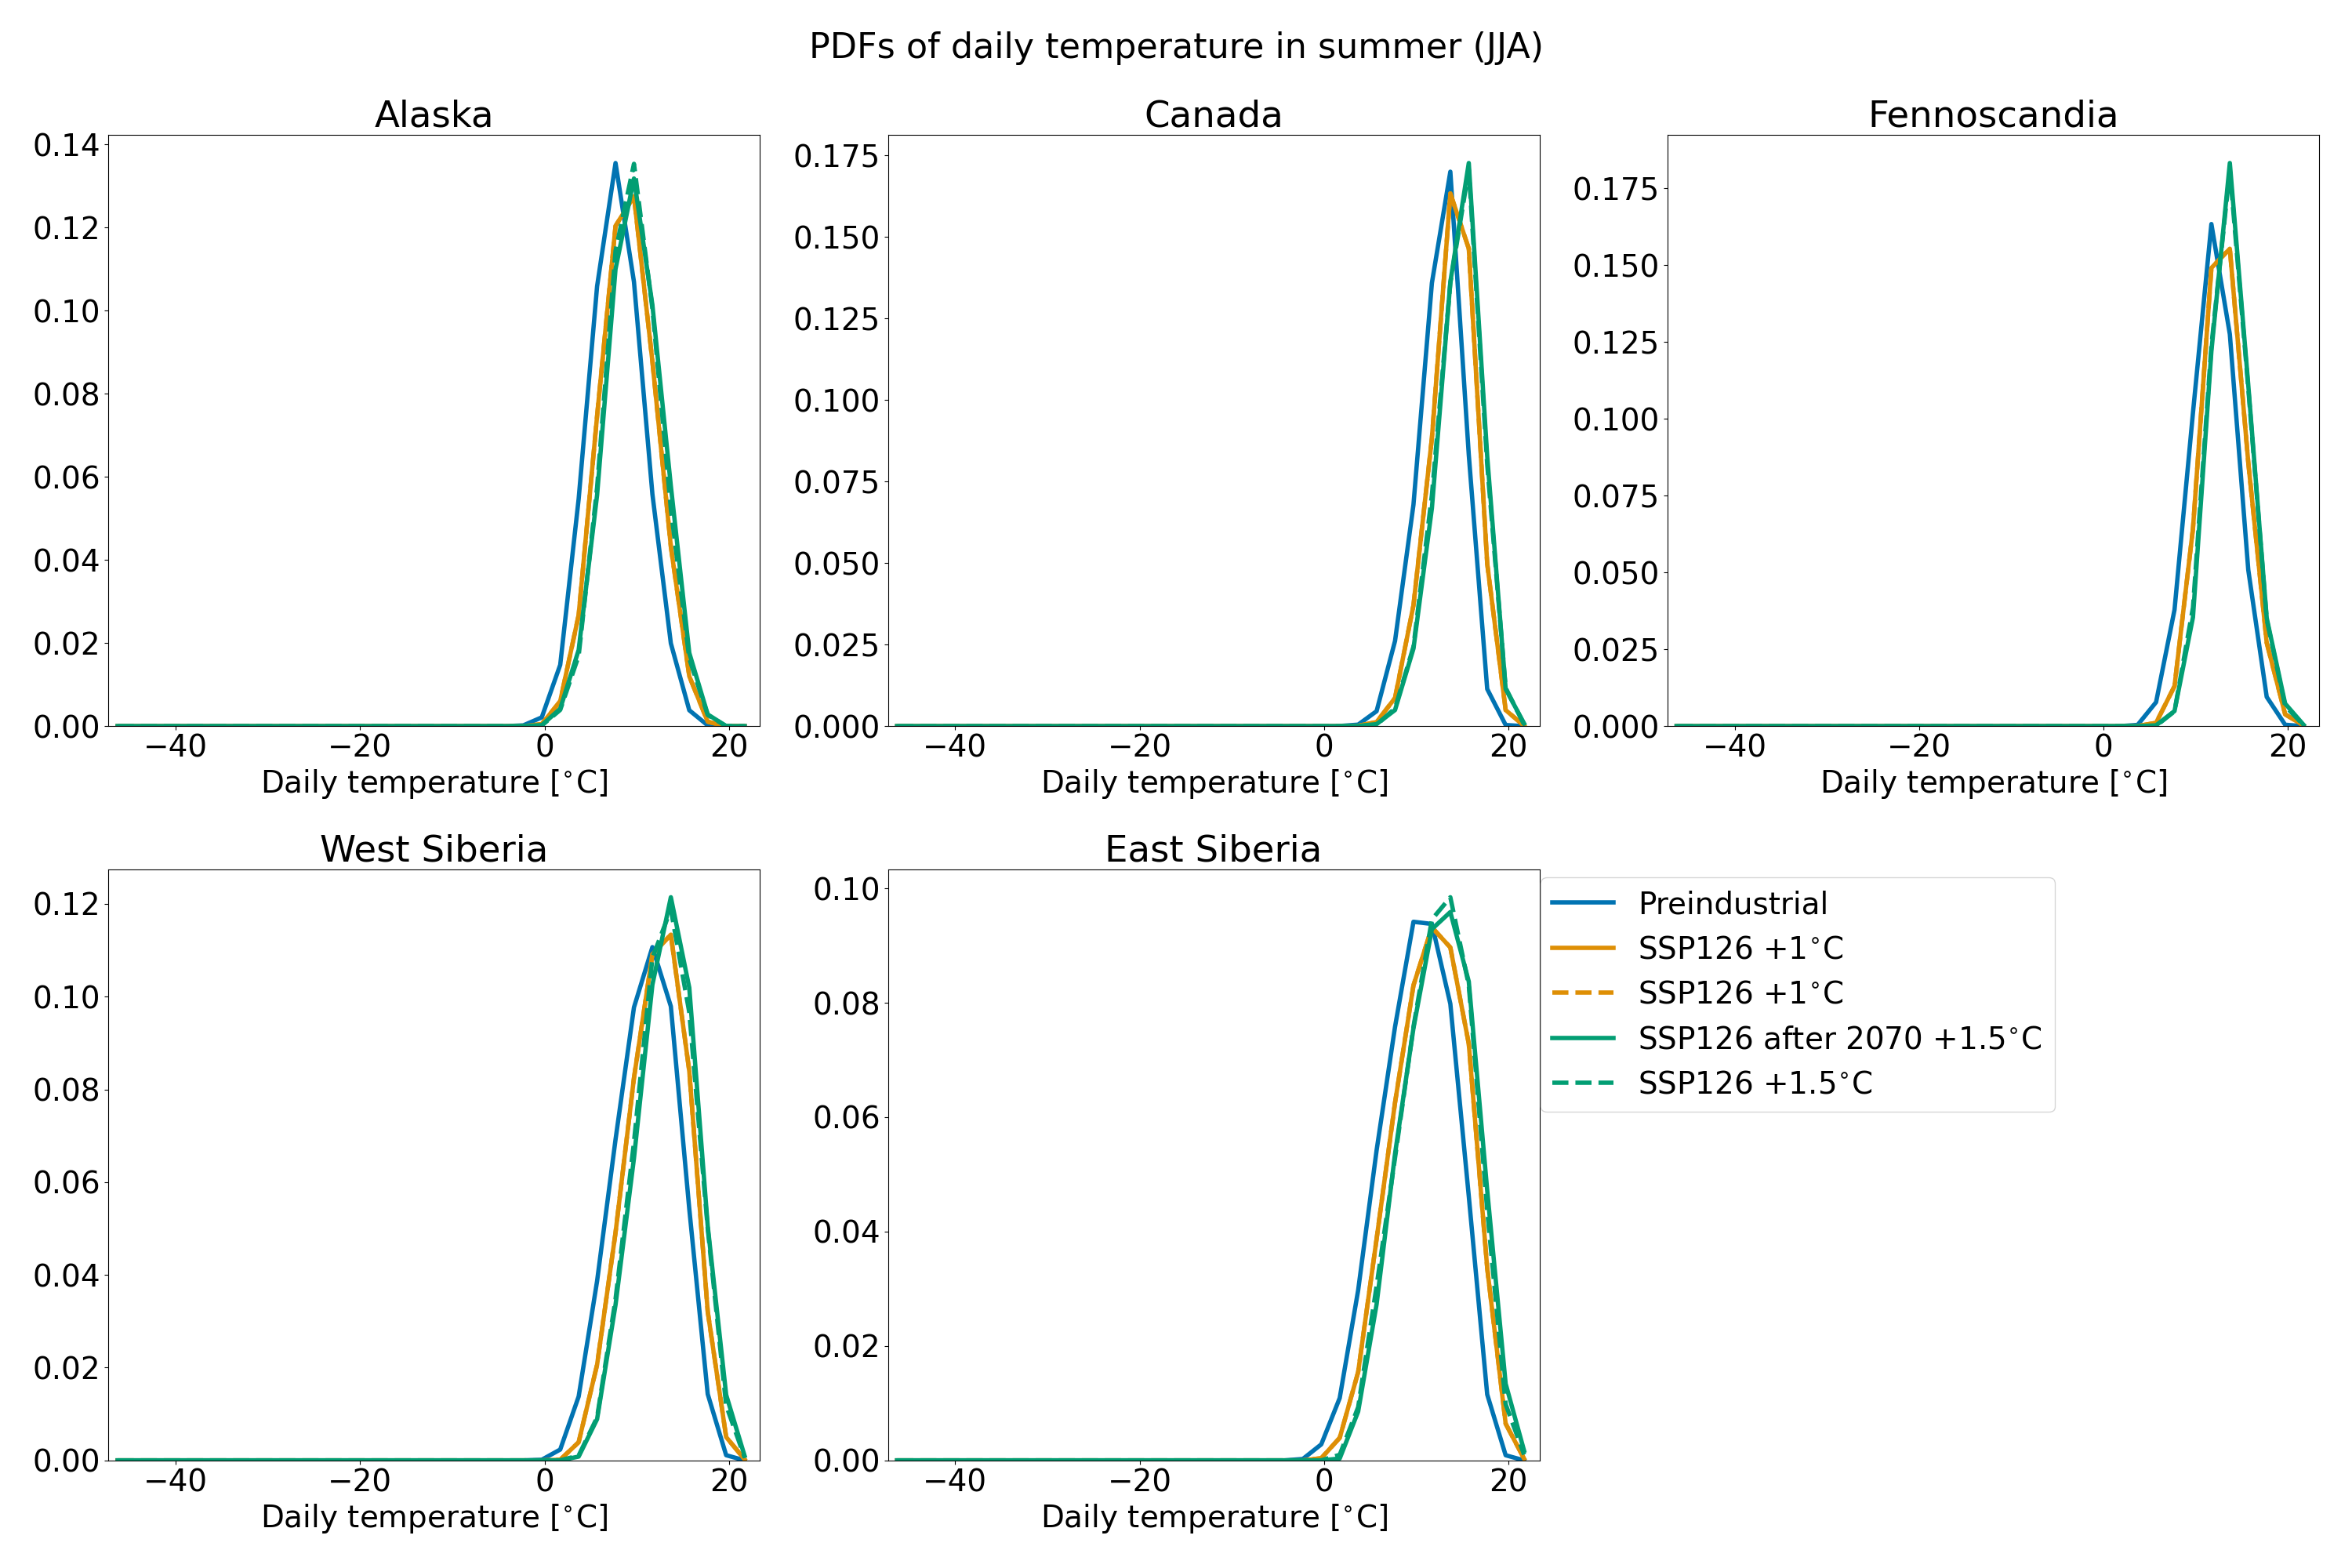 PDFs of daily temperature in summer (JJA)
Alaska
0.14
0.12
0.10
0.08
0.06
0.04
0.02
0.00
−40 −20 0 20
Daily temperature [°C]
Canada
0.175
0.150
0.125
0.100
0.075
0.050
0.025
0.000
−40 −20 0 20
Daily temperature [°C]
Fennoscandia
0.175
0.150
0.125
0.100
0.075
0.050
0.025
0.000
−40 −20 0 20
Daily temperature [°C]
West Siberia
0.12
0.10
0.08
0.06
0.04
0.02
0.00
−40 −20 0 20
Daily temperature [°C]
East Siberia
0.10
0.08
0.06
0.04
0.02
0.00
−40 −20 0 20
Daily temperature [°C]
Preindustrial
SSP126 +1°C
SSP126 +1°C
SSP126 after 2070 +1.5°C
SSP126 +1.5°C